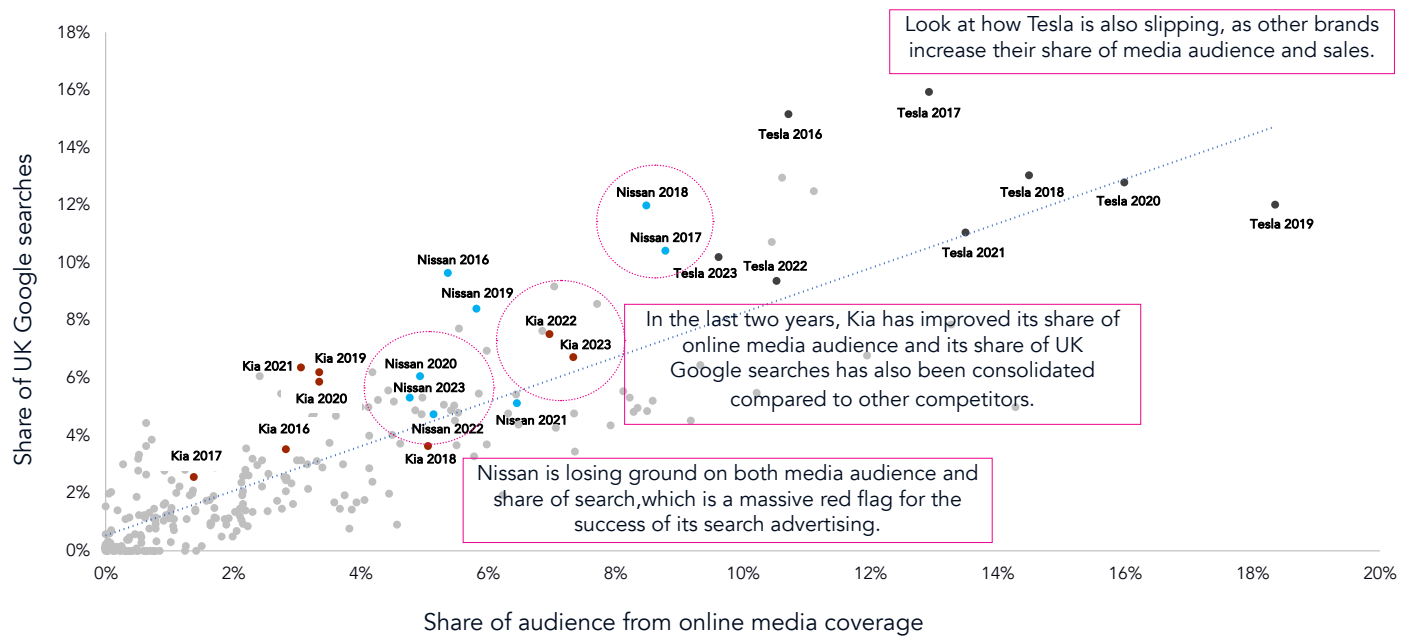 Look at how Tesla is also slipping, as other brands
increase their share of media audience and sales.
18%
16%
14%
12%
10%
8%
6%
4%
2%
0%
Share of UK Google searches
Tesla 2017
Tesla 2016
Tesla 2018
Tesla 2020
Tesla 2019
Tesla 2021
Tesla 2023
Tesla 2022
Nissan 2018
Nissan 2017
Nissan 2016
Nissan 2019
Kia 2022
Kia 2023
Kia 2021
Kia 2019
Kia 2020
Nissan 2020
Nissan 2023
Nissan 2021
Nissan 2022
Kia 2016
Kia 2018
Kia 2017
In the last two years, Kia has improved its share of
online media audience and its share of UK
Google searches has also been consolidated
compared to other competitors.
Nissan is losing ground on both media audience and
share of search,which is a massive red flag for the
success of its search advertising.
0%
2%
4%
6%
8%
10%
12%
14%
16%
18%
20%
Share of audience from online media coverage